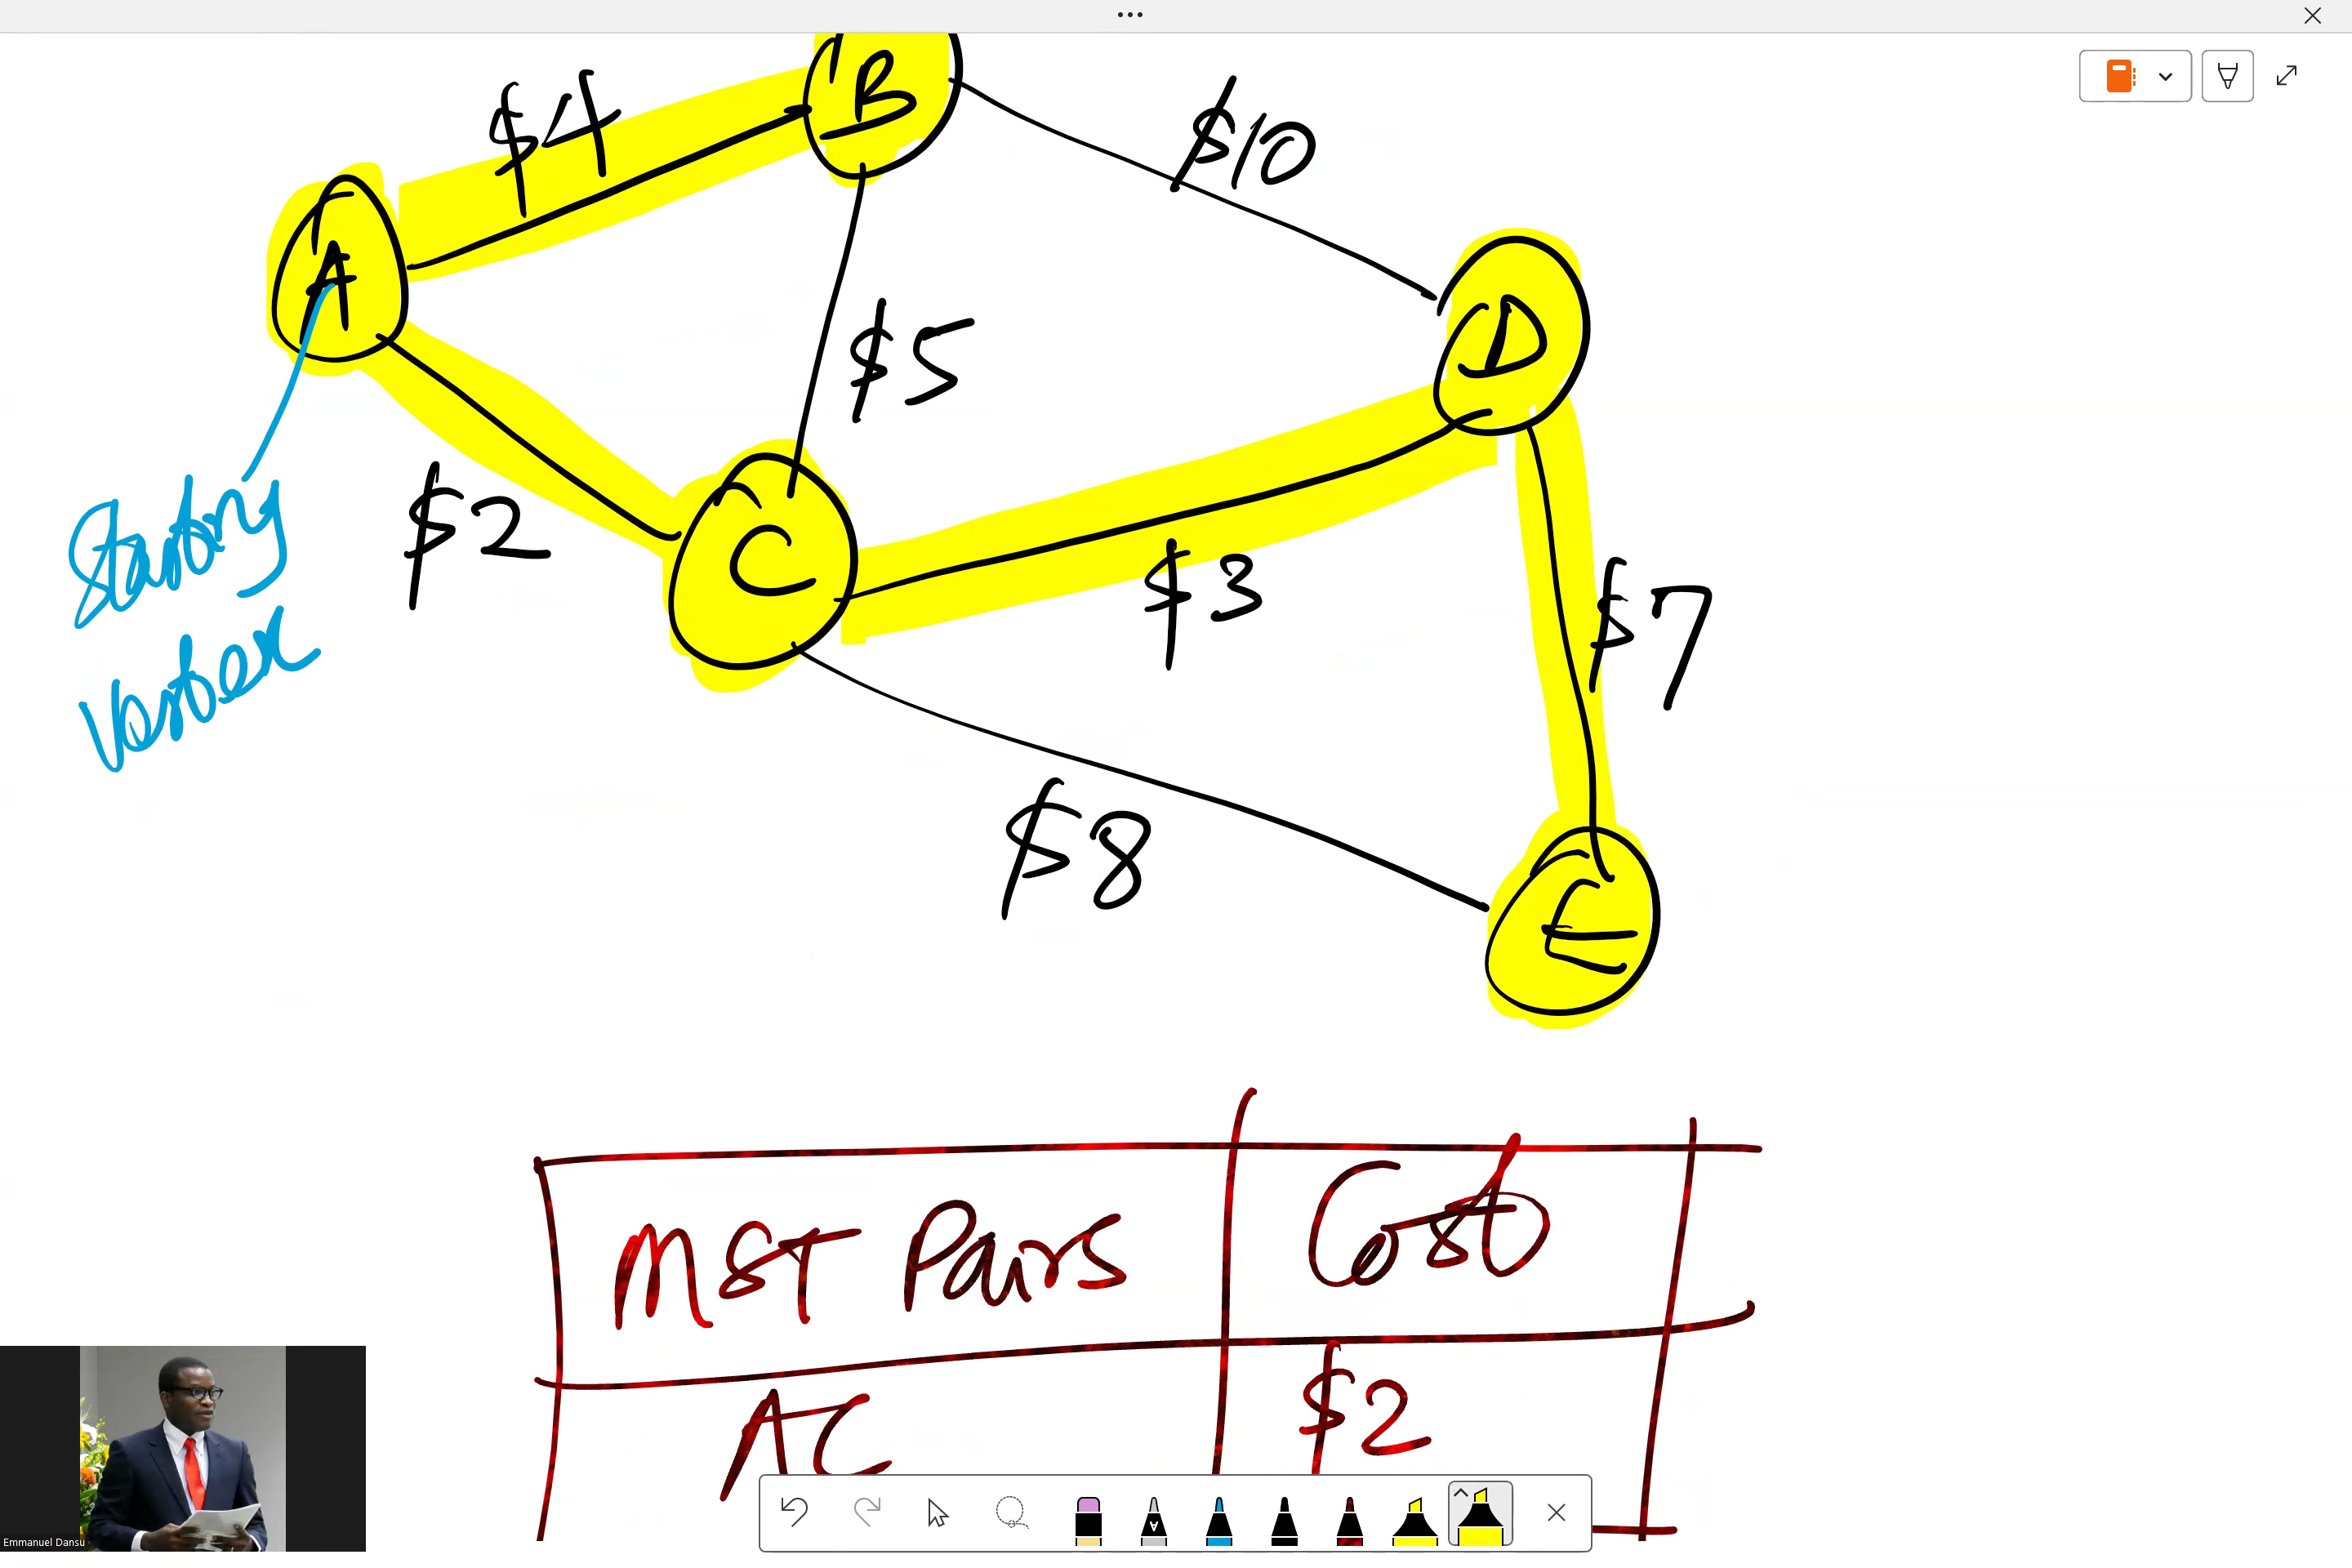 B
$4
$10
A
D
$5
$2
C
$3
$7
Starting
Vertex
$8
E
MST Pairs
Cost
AC
$2
Emmanuel Dansu